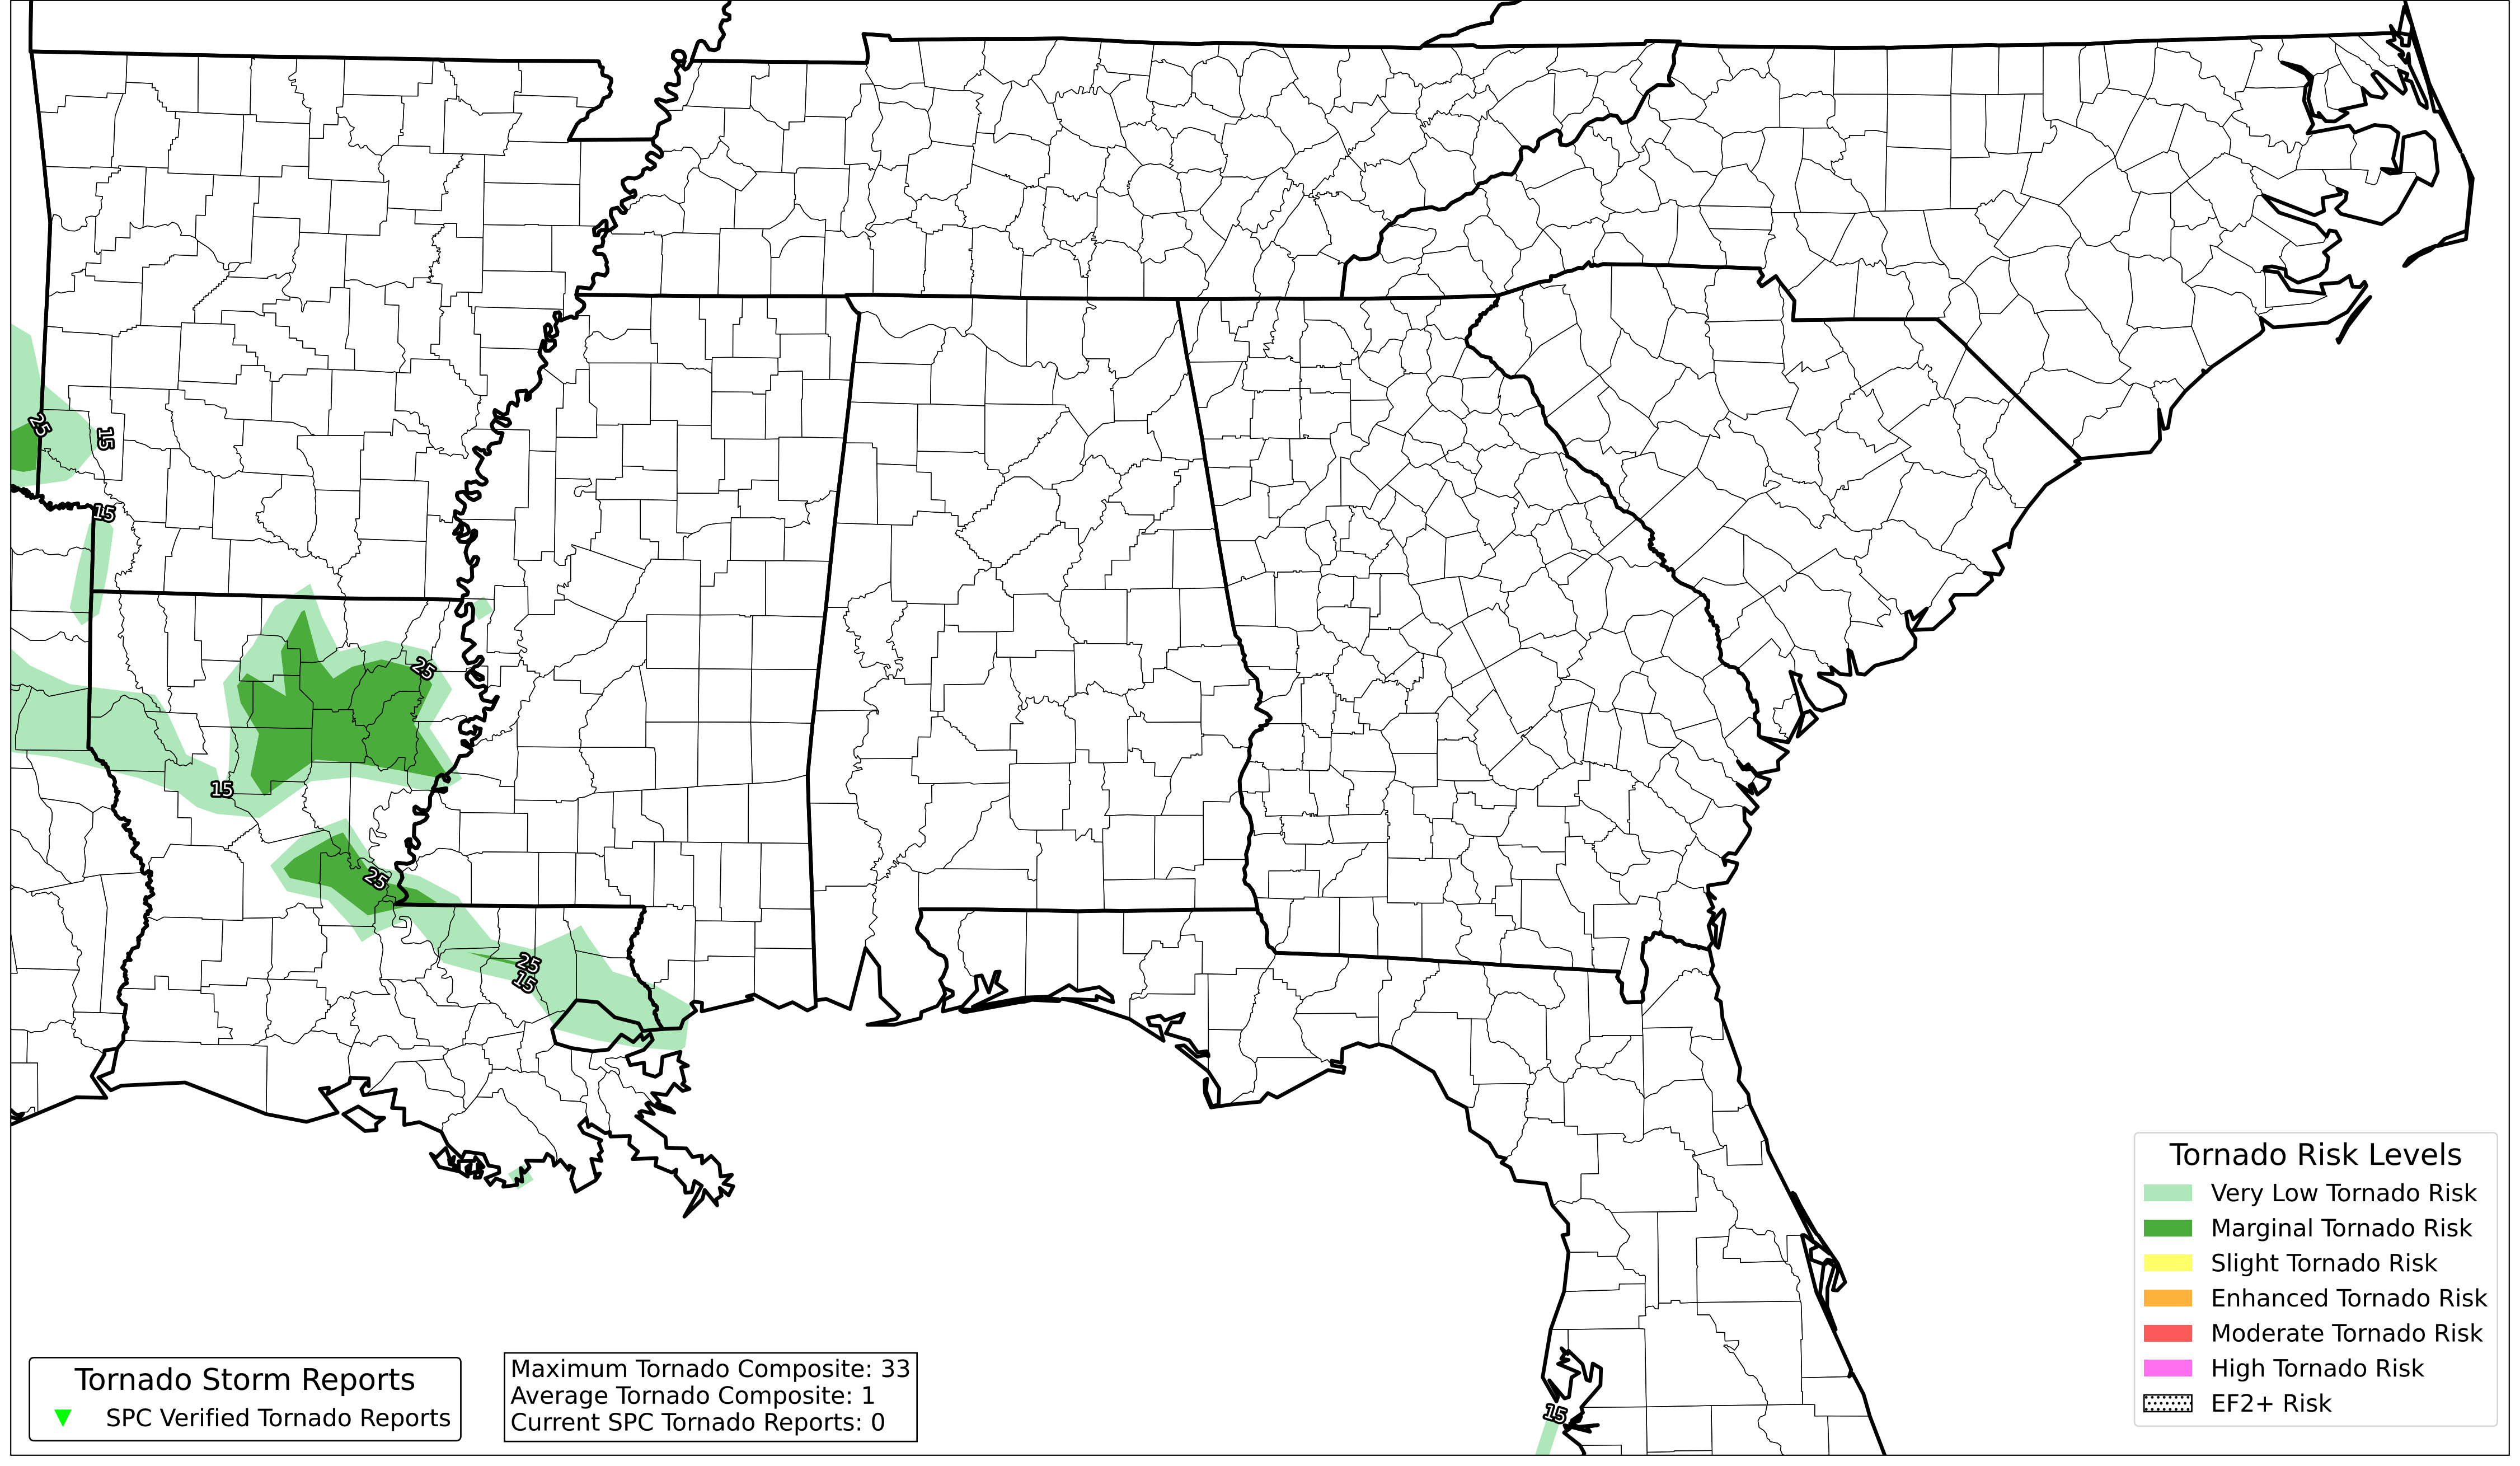 25
15
15
25
15
25
25
15
15
Tornado Risk Levels
Very Low Tornado Risk
Marginal Tornado Risk
Slight Tornado Risk
Enhanced Tornado Risk
Moderate Tornado Risk
High Tornado Risk
EF2+ Risk
Tornado Storm Reports
SPC Verified Tornado Reports
Maximum Tornado Composite: 33
Average Tornado Composite: 1
Current SPC Tornado Reports: 0